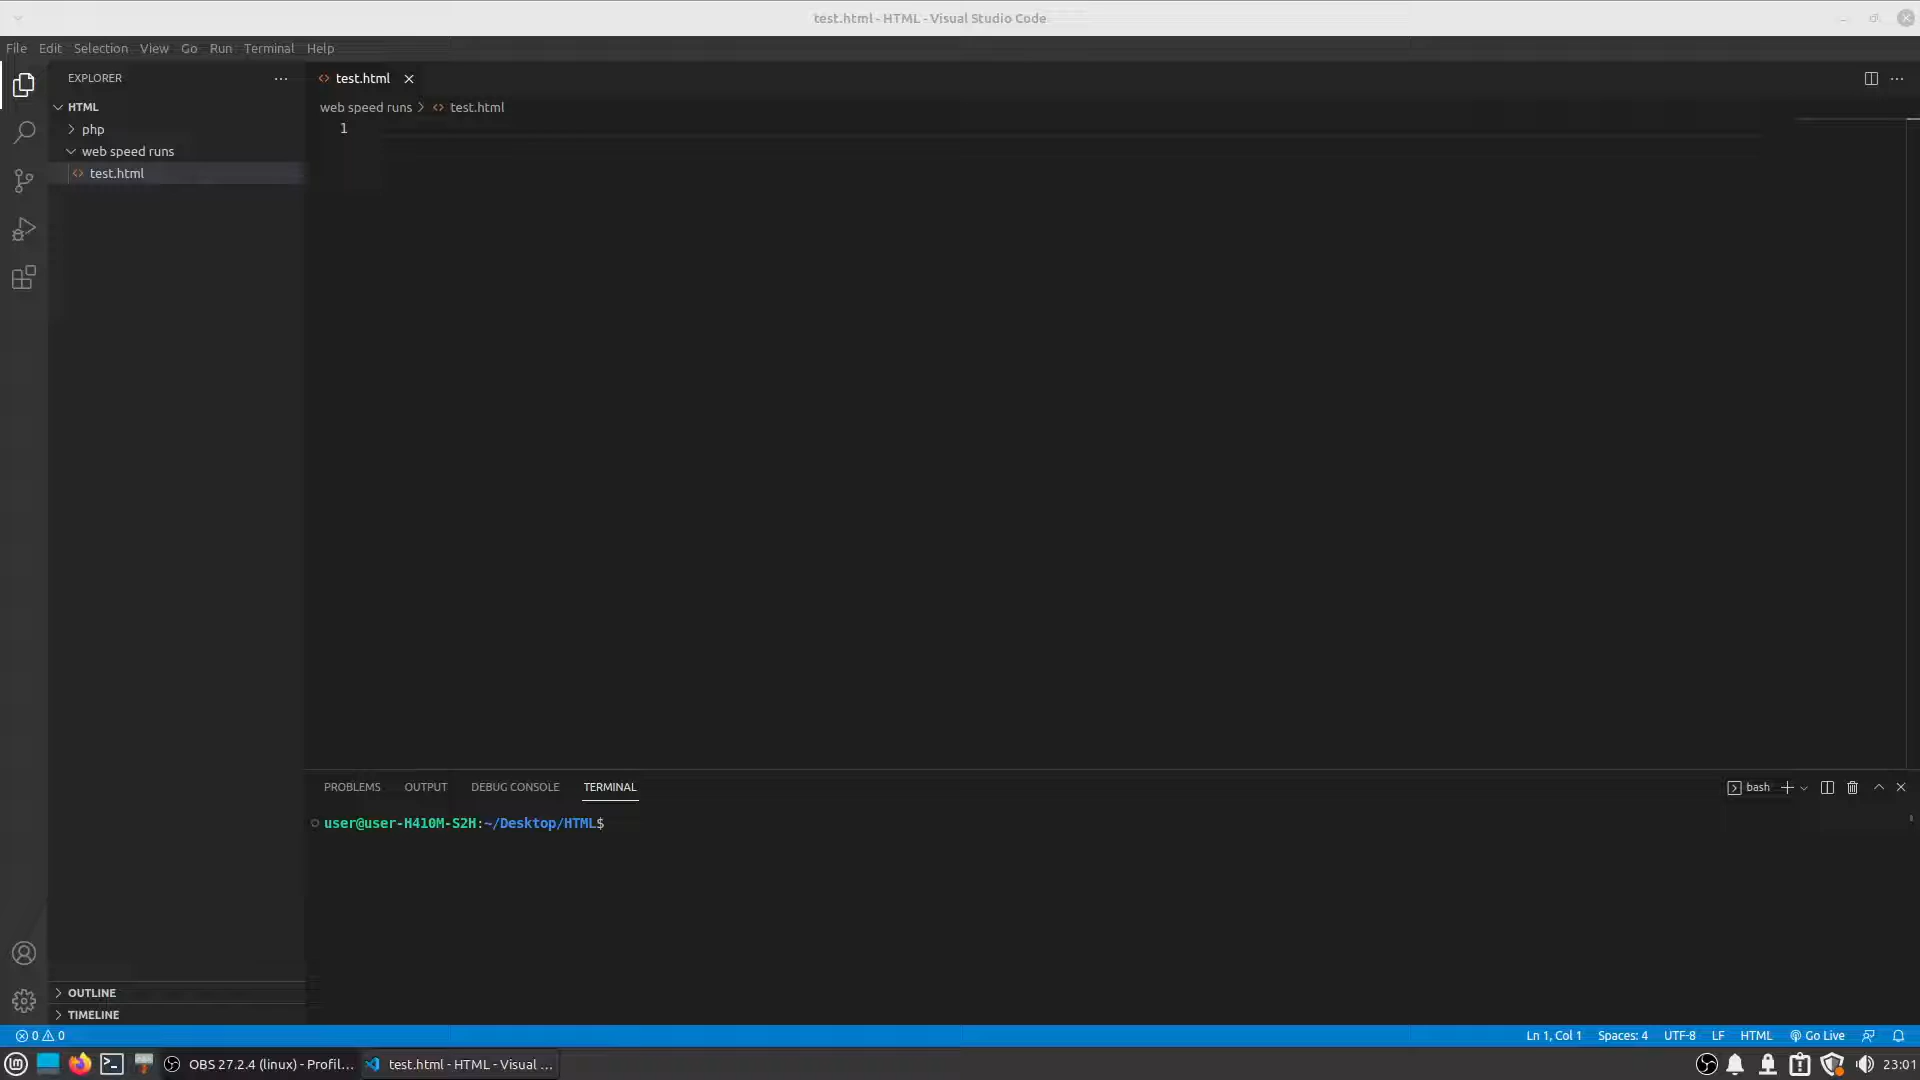 test.html - HTML - Visual Studio Code
File Edit Selection View Go Run Terminal Help
EXPLORER
HTML
php
web speed runs
test.html
test.html
web speed runs > test.html
1
PROBLEMS OUTPUT DEBUG CONSOLE TERMINAL
bash
user@user-H410M-S2H:~/Desktop/HTML$
OUTLINE
TIMELINE
0 0
Ln 1, Col 1 Spaces: 4 UTF-8 LF HTML Go Live
OBS 27.2.4 (linux) - Profil... test.html - HTML - Visual ...
23:01